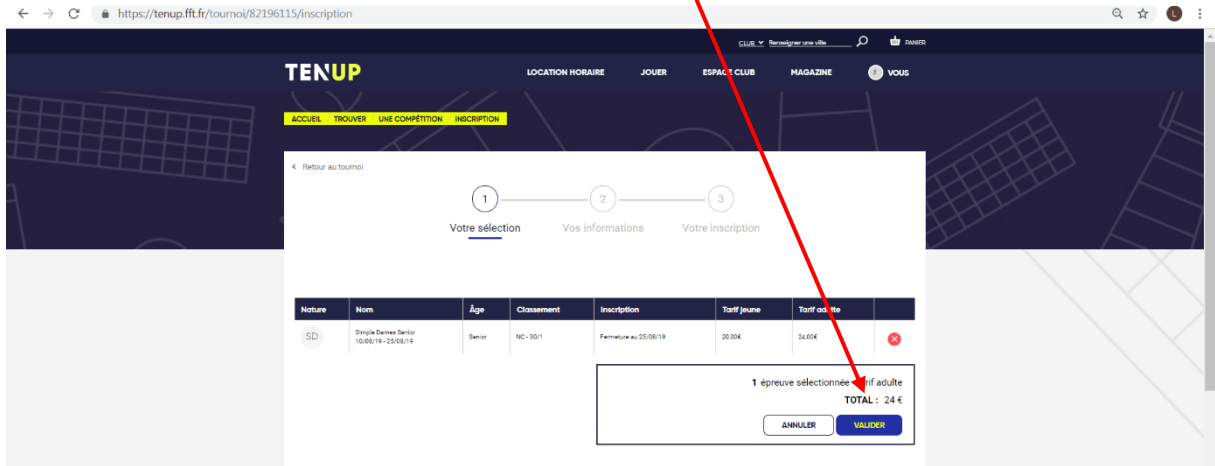 https://tenup.fft.fr/tournoi/82196115/inscription
L
CLUB Renseigner une ville PANIER
TENUP LOCATION HORAIRE JOUER ESPACE CLUB MAGAZINE VOUS
ACCUEIL TROUVER UNE COMPÉTITION INSCRIPTION
Retour au tournoi
1 2 3
Votre sélection Vos informations Votre inscription
Nature Nom Âge Classement Inscription Tarif jeune Tarif adulte
SD Simple Dames Senior Senior NC - 30/1 Fermeture au 25/08/19 20.00€ 24.00€
10/08/19 - 25/08/19
1 épreuve sélectionnée tarif adulte
TOTAL : 24 €
ANNULER VALIDER